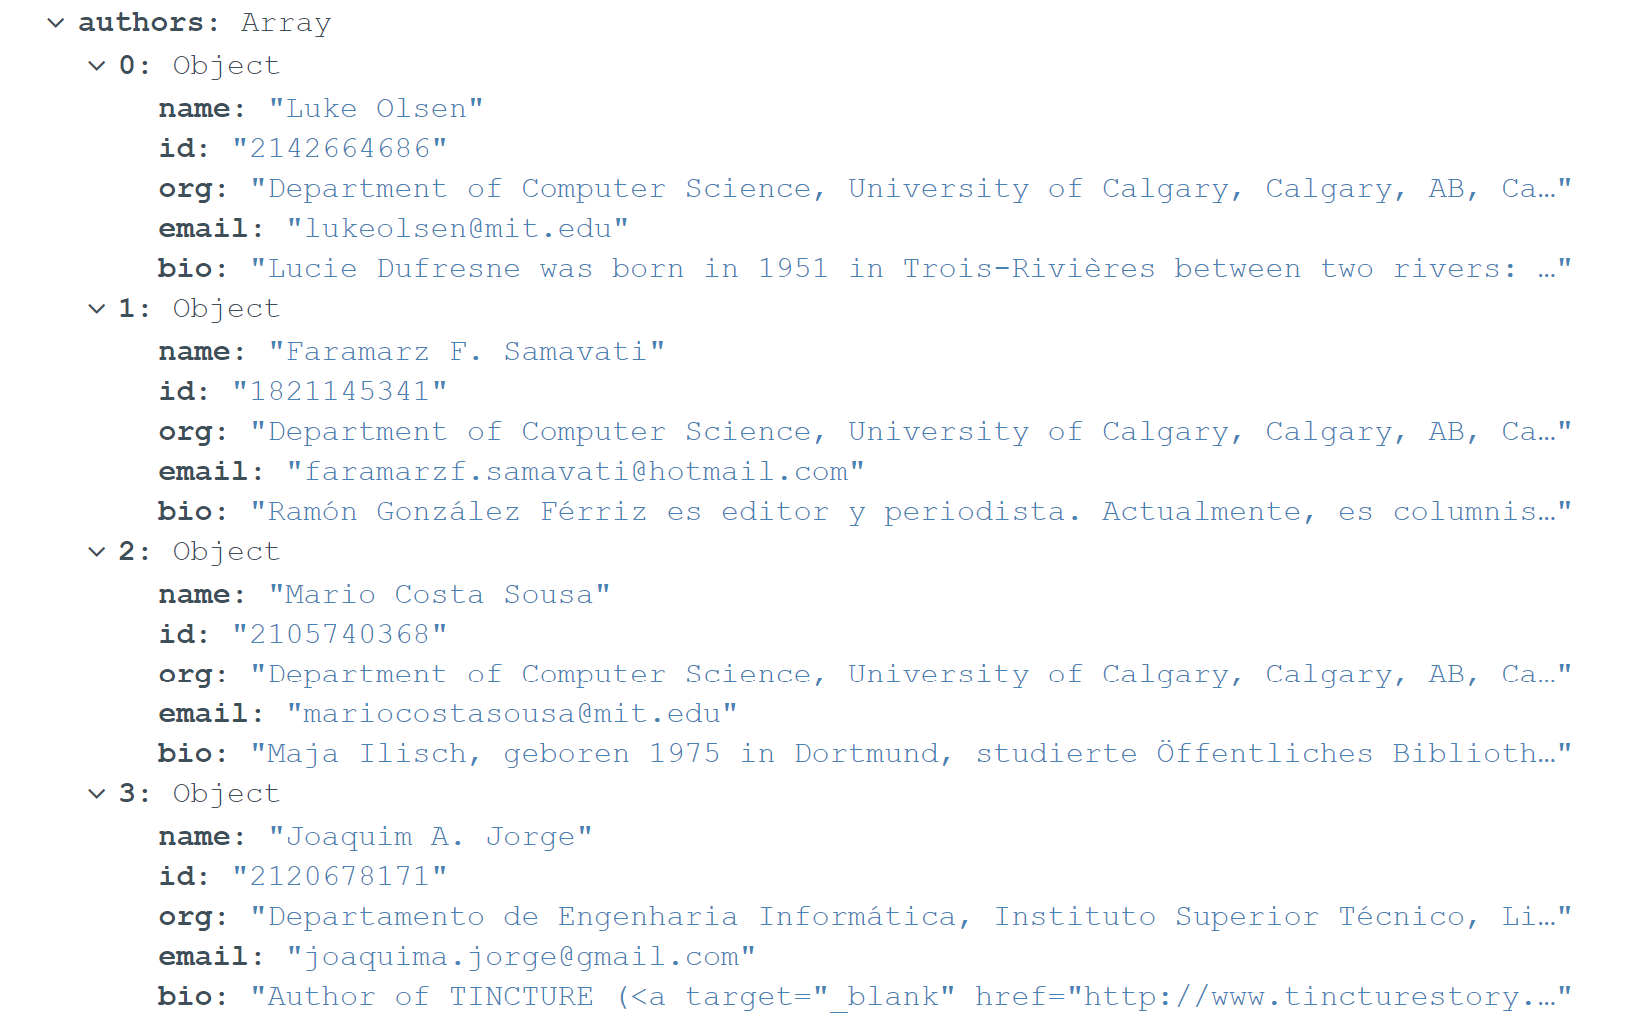 authors: Array
0: Object
name: "Luke Olsen"
id: "2142664686"
org: "Department of Computer Science, University of Calgary, Calgary, AB, Ca…"
email: "lukeolsen@mit.edu"
bio: "Lucie Dufresne was born in 1951 in Trois-Rivières between two rivers: …"
1: Object
name: "Faramarz F. Samavati"
id: "1821145341"
org: "Department of Computer Science, University of Calgary, Calgary, AB, Ca…"
email: "faramarzf.samavati@hotmail.com"
bio: "Ramón González Férriz es editor y periodista. Actualmente, es columnis…"
2: Object
name: "Mario Costa Sousa"
id: "2105740368"
org: "Department of Computer Science, University of Calgary, Calgary, AB, Ca…"
email: "mariocostasousa@mit.edu"
bio: "Maja Ilisch, geboren 1975 in Dortmund, studierte Öffentliches Biblioth…"
3: Object
name: "Joaquim A. Jorge"
id: "2120678171"
org: "Departamento de Engenharia Informática, Instituto Superior Técnico, Li…"
email: "joaquima.jorge@gmail.com"
bio: "Author of TINCTURE (<a target="_blank" href="http://www.tincturestory.…"